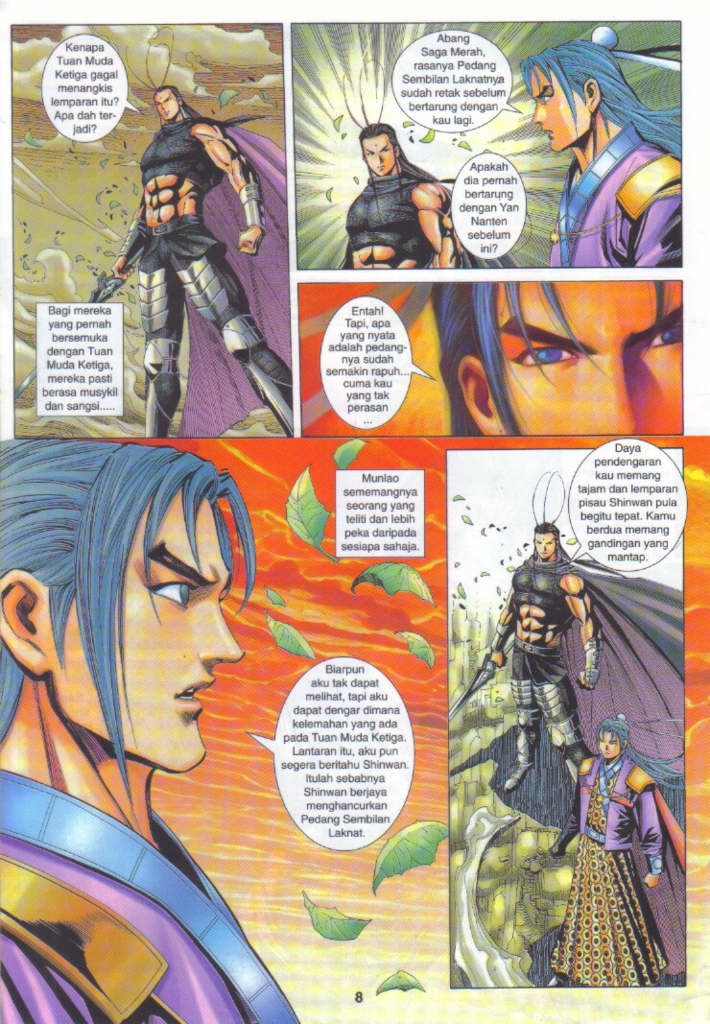 Kenapa
Tuan Muda
Ketiga gagal
menangkis
lemparan itu?
Apa dah ter-
jadi?
Bagi mereka
yang pernah
bersemuka
dengan Tuan
Muda Ketiga,
mereka pasti
berasa musykil
dan sangsi.....
Abang
Saga Merah,
rasanya Pedang
Sembilan Laknatnya
sudah retak sebelum
bertarung dengan
kau lagi.
Apakah
dia pernah
bertarung
dengan Yan
Nanten
sebelum
ini?
Entah!
Tapi, apa
yang nyata
adalah pedang-
nya sudah
semakin rapuh...
cuma kau
yang tak
perasan
...
Munlao
sememangnya
seorang yang
teliti dan lebih
peka daripada
sesiapa sahaja.
Biarpun
aku tak dapat
melihat, tapi aku
dapat dengar dimana
kelemahan yang ada
pada Tuan Muda Ketiga.
Lantaran itu, aku pun
segera beritahu Shinwan.
Itulah sebabnya
Shinwan berjaya
menghancurkan
Pedang Sembilan
Laknat.
Daya
pendengaran
kau memang
tajam dan lemparan
pisau Shinwan pula
begitu tepat. Kamu
berdua memang
gandingan yang
mantap.
8